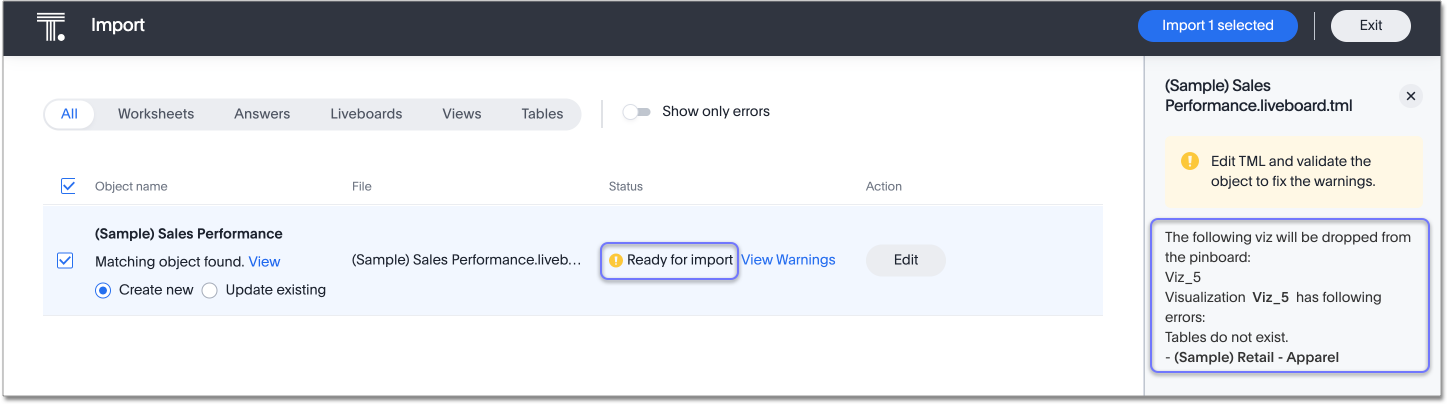 Import
Import 1 selected
Exit
All
Worksheets
Answers
Liveboards
Views
Tables
Show only errors
Object name
File
Status
Action
(Sample) Sales Performance
Matching object found. View
Create new
Update existing
(Sample) Sales Performance.liveb...
Ready for import
View Warnings
Edit
(Sample) Sales
Performance.liveboard.tml
Edit TML and validate the
object to fix the warnings.
The following viz will be dropped from
the pinboard:
Viz_5
Visualization Viz_5 has following
errors:
Tables do not exist.
- (Sample) Retail - Apparel